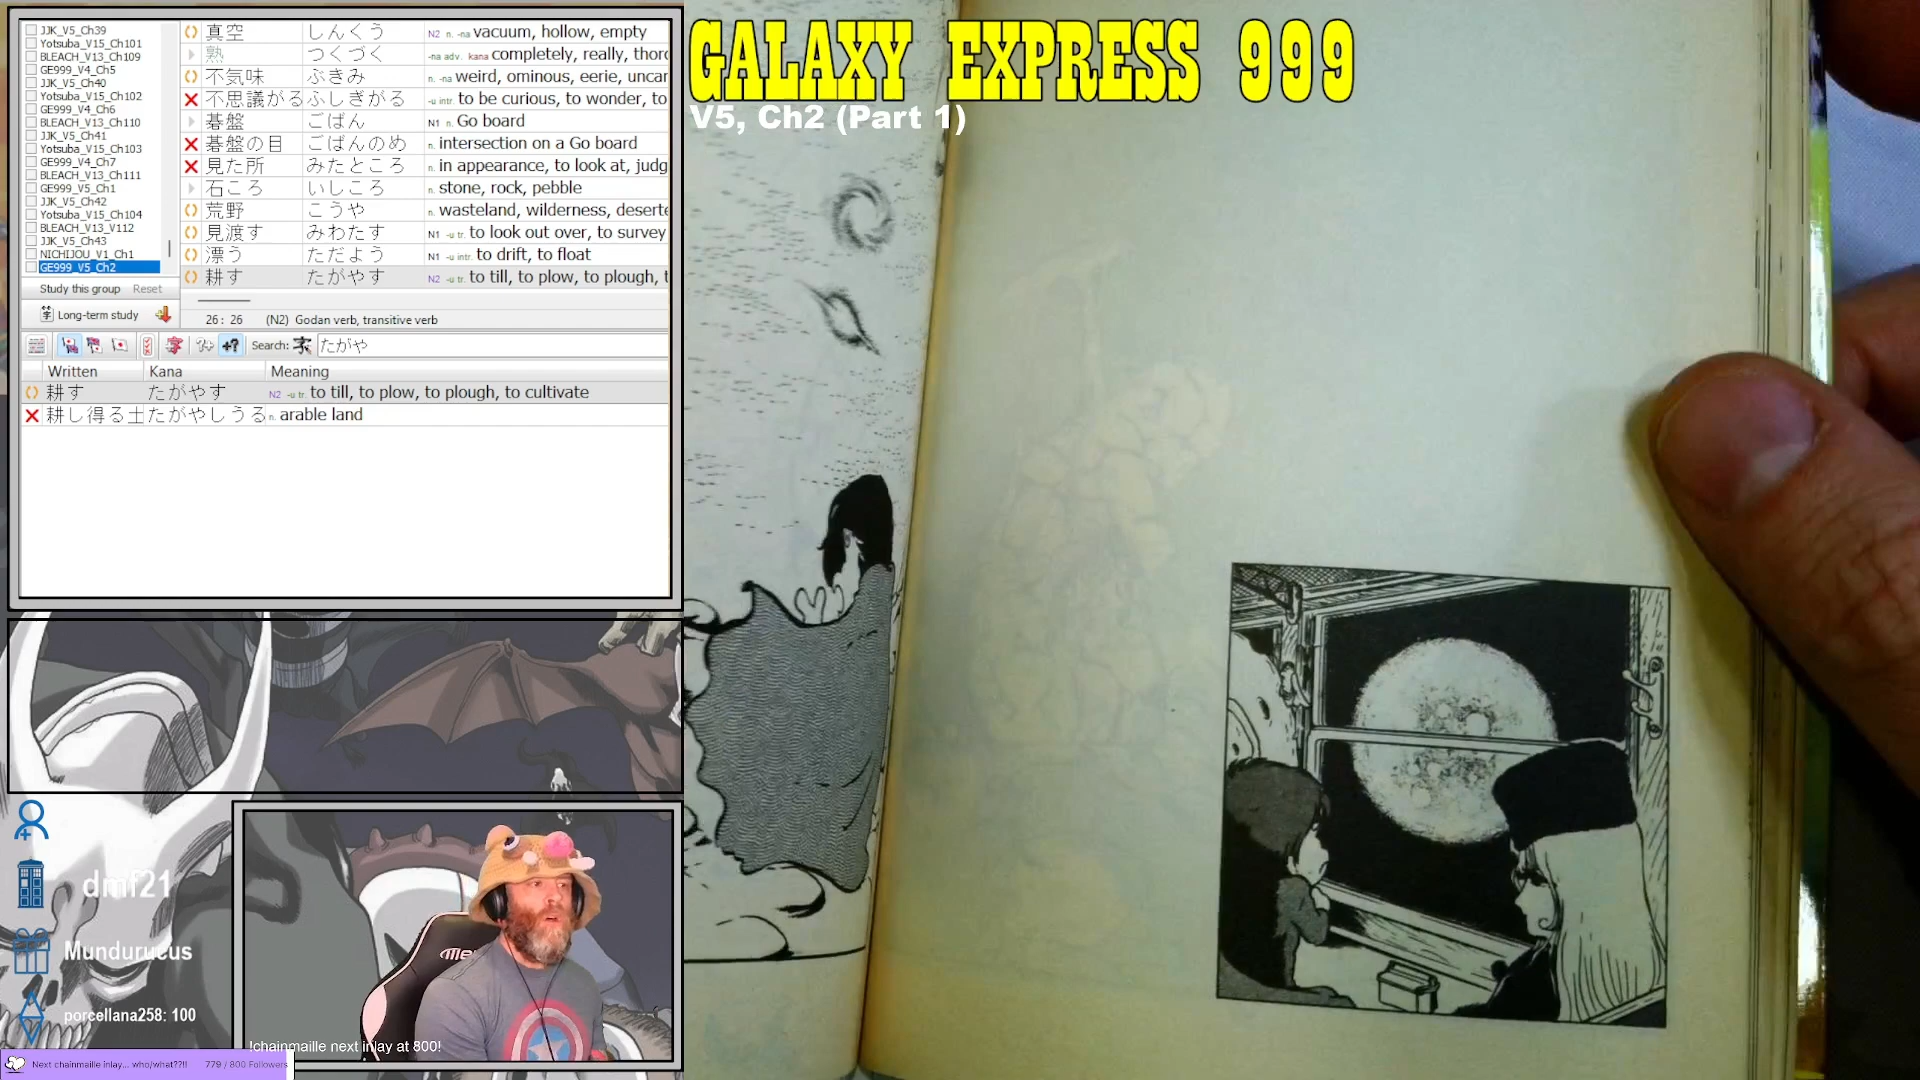 JJK_V5_Ch39
Yotsuba_V15_Ch101
BLEACH_V13_Ch109
GE999_V4_Ch5
JJK_V5_Ch40
Yotsuba_V15_Ch102
GE999_V4_Ch6
BLEACH_V13_Ch110
JJK_V5_Ch41
Yotsuba_V15_Ch103
GE999_V4_Ch7
BLEACH_V13_Ch111
GE999_V5_Ch1
JJK_V5_Ch42
Yotsuba_V15_Ch104
BLEACH_V13_V112
JJK_V5_Ch43
NICHIJOU_V1_Ch1
GE999_V5_Ch2
Study this group Reset
Long-term study
真空 しんくう N2 n. -na vacuum, hollow, empty
熟 つくづく -na adv. kana completely, really, thoro
不気味 ぶきみ n. -na weird, ominous, eerie, uncan
不思議がる ふしぎがる -u intr. to be curious, to wonder, to
碁盤 ごばん N1 n. Go board
碁盤の目 ごばんのめ n. intersection on a Go board
見た所 みたところ n. in appearance, to look at, judg
石ころ いしころ n. stone, rock, pebble
荒野 こうや n. wasteland, wilderness, deserte
見渡す みわたす N1 -u tr. to look out over, to survey
漂う ただよう N1 -u intr. to drift, to float
耕す たがやす N2 -u tr. to till, to plow, to plough, t
26: 26 (N2) Godan verb, transitive verb
Search: たがや
Written Kana Meaning
耕す たがやす N2 -u tr. to till, to plow, to plough, to cultivate
耕し得る土 たがやしうる n. arable land
GALAXY EXPRESS 999
V5, Ch2 (Part 1)
dmf21
Mundurucus
porcellana258: 100
!chainmaille next inlay at 800!
Next chainmaille inlay... who/what??!! 779 / 800 Followers